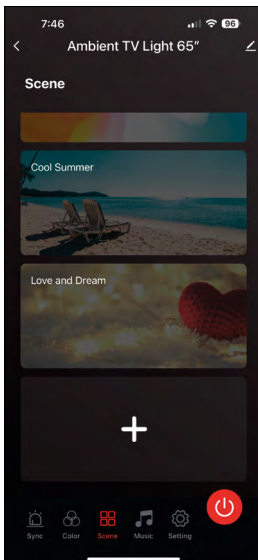 7:46
96
Ambient TV Light 65"
Scene
Cool Summer
Love and Dream
Sync
Color
Scene
Music
Setting